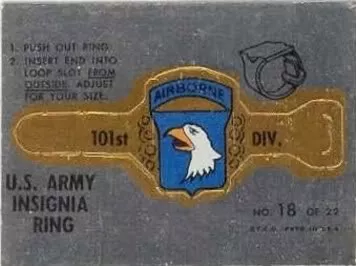 1. PUSH OUT RING.
2. INSERT END INTO
LOOP SLOT FROM
OUTSIDE. ADJUST
FOR YOUR SIZE.
AIRBORNE
101st DIV.
U.S. ARMY
INSIGNIA
RING
NO. 18 OF 22